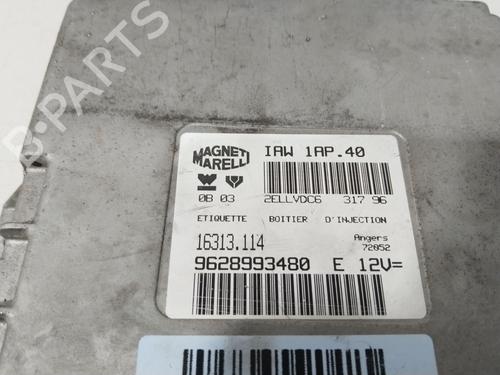 B-PARTS
MAGNETI
MARELLI
IAW 1AP.40
0B 03
2ELLVDC6 317 96
ETIQUETTE BOITIER D'INJECTION
16313.114
Angers
72052
9628993480 E 12V=